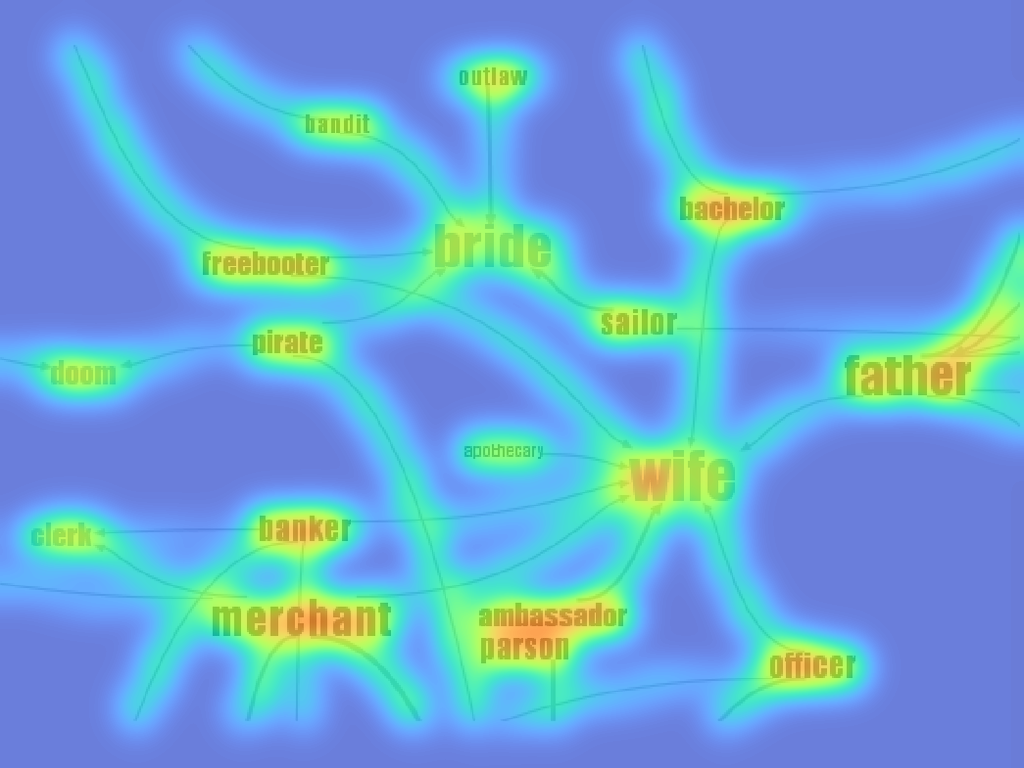 outlaw
bandit
bachelor
bride
freebooter
sailor
pirate
doom
father
apothecary
wife
banker
clerk
merchant
ambassador
parson
officer